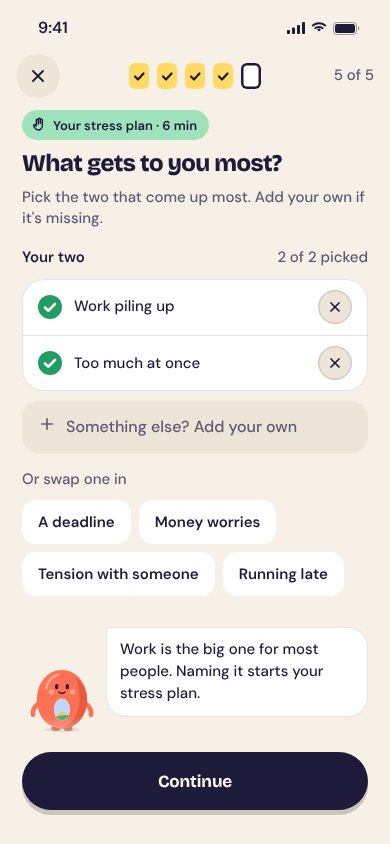 9:41
5 of 5
Your stress plan · 6 min
What gets to you most?
Pick the two that come up most. Add your own if
it's missing.
Your two
2 of 2 picked
Work piling up
Too much at once
Something else? Add your own
Or swap one in
A deadline
Money worries
Tension with someone
Running late
Work is the big one for most
people. Naming it starts your
stress plan.
Continue